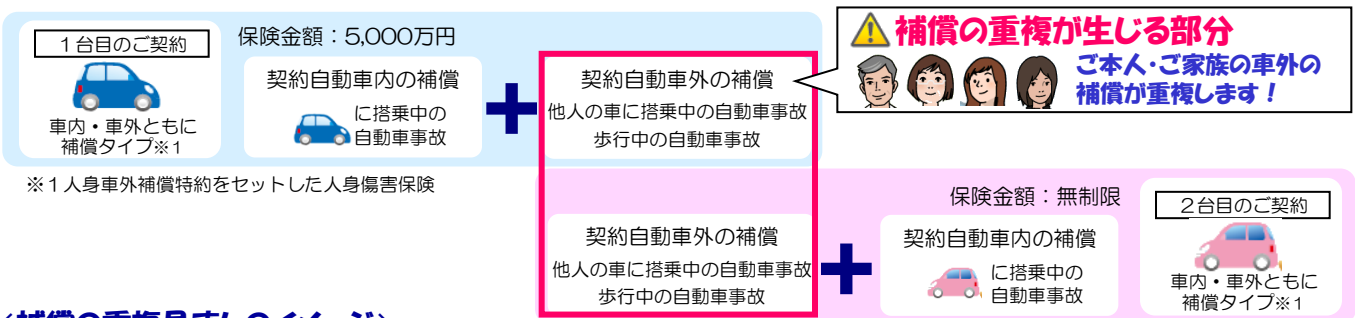 1台目のご契約
車内・車外ともに
補償タイプ※1
保険金額：5,000万円
契約自動車内の補償
に搭乗中の
自動車事故
契約自動車外の補償
他人の車に搭乗中の自動車事故
歩行中の自動車事故
補償の重複が生じる部分
ご本人・ご家族の車外の
補償が重複します！
※1人身車外補償特約をセットした人身傷害保険
契約自動車外の補償
他人の車に搭乗中の自動車事故
歩行中の自動車事故
保険金額：無制限
契約自動車内の補償
に搭乗中の
自動車事故
2台目のご契約
車内・車外ともに
補償タイプ※1